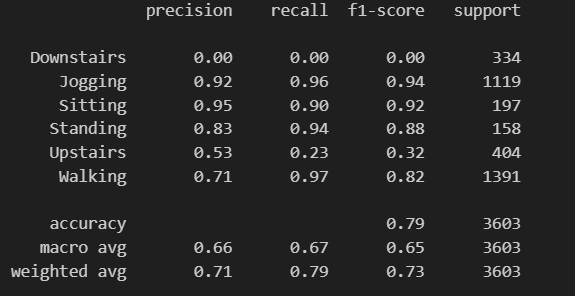 precision recall f1-score support
Downstairs 0.00 0.00 0.00 334
Jogging 0.92 0.96 0.94 1119
Sitting 0.95 0.90 0.92 197
Standing 0.83 0.94 0.88 158
Upstairs 0.53 0.23 0.32 404
Walking 0.71 0.97 0.82 1391
accuracy 0.79 3603
macro avg 0.66 0.67 0.65 3603
weighted avg 0.71 0.79 0.73 3603